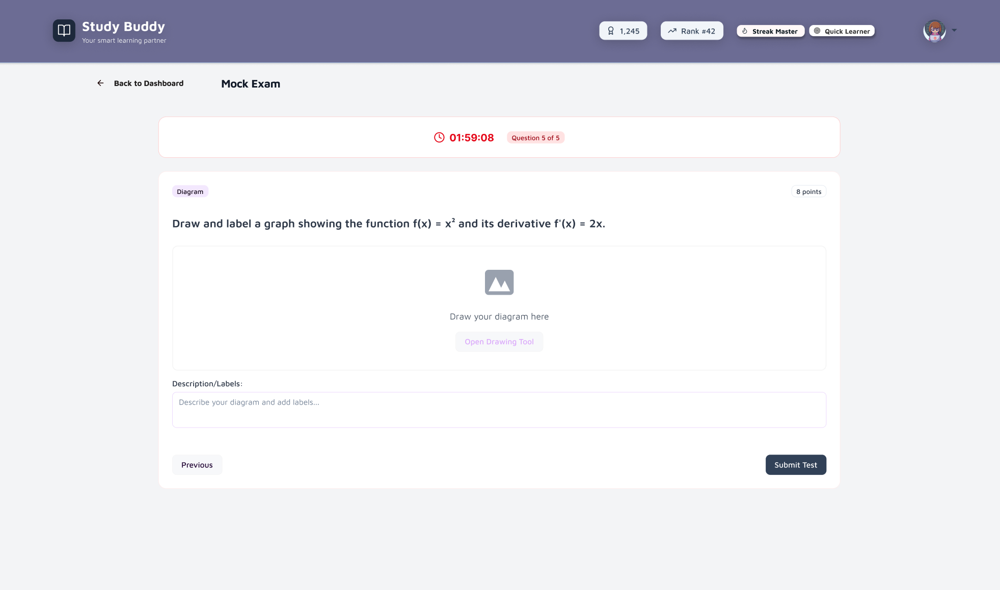 Study Buddy
Your smart learning partner
1,245
Rank #42
Streak Master
Quick Learner
Back to Dashboard
Mock Exam
01:59:08
Question 5 of 5
Diagram
8 points
Draw and label a graph showing the function f(x) = x² and its derivative f'(x) = 2x.
Draw your diagram here
Open Drawing Tool
Description/Labels:
Describe your diagram and add labels...
Previous
Submit Test